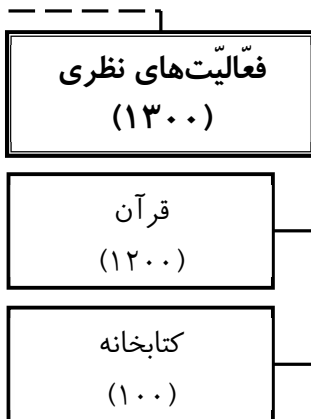 فعّالیّت‌های نظری
(۱۳۰۰)
قرآن
(۱۲۰۰)
کتابخانه
(۱۰۰)